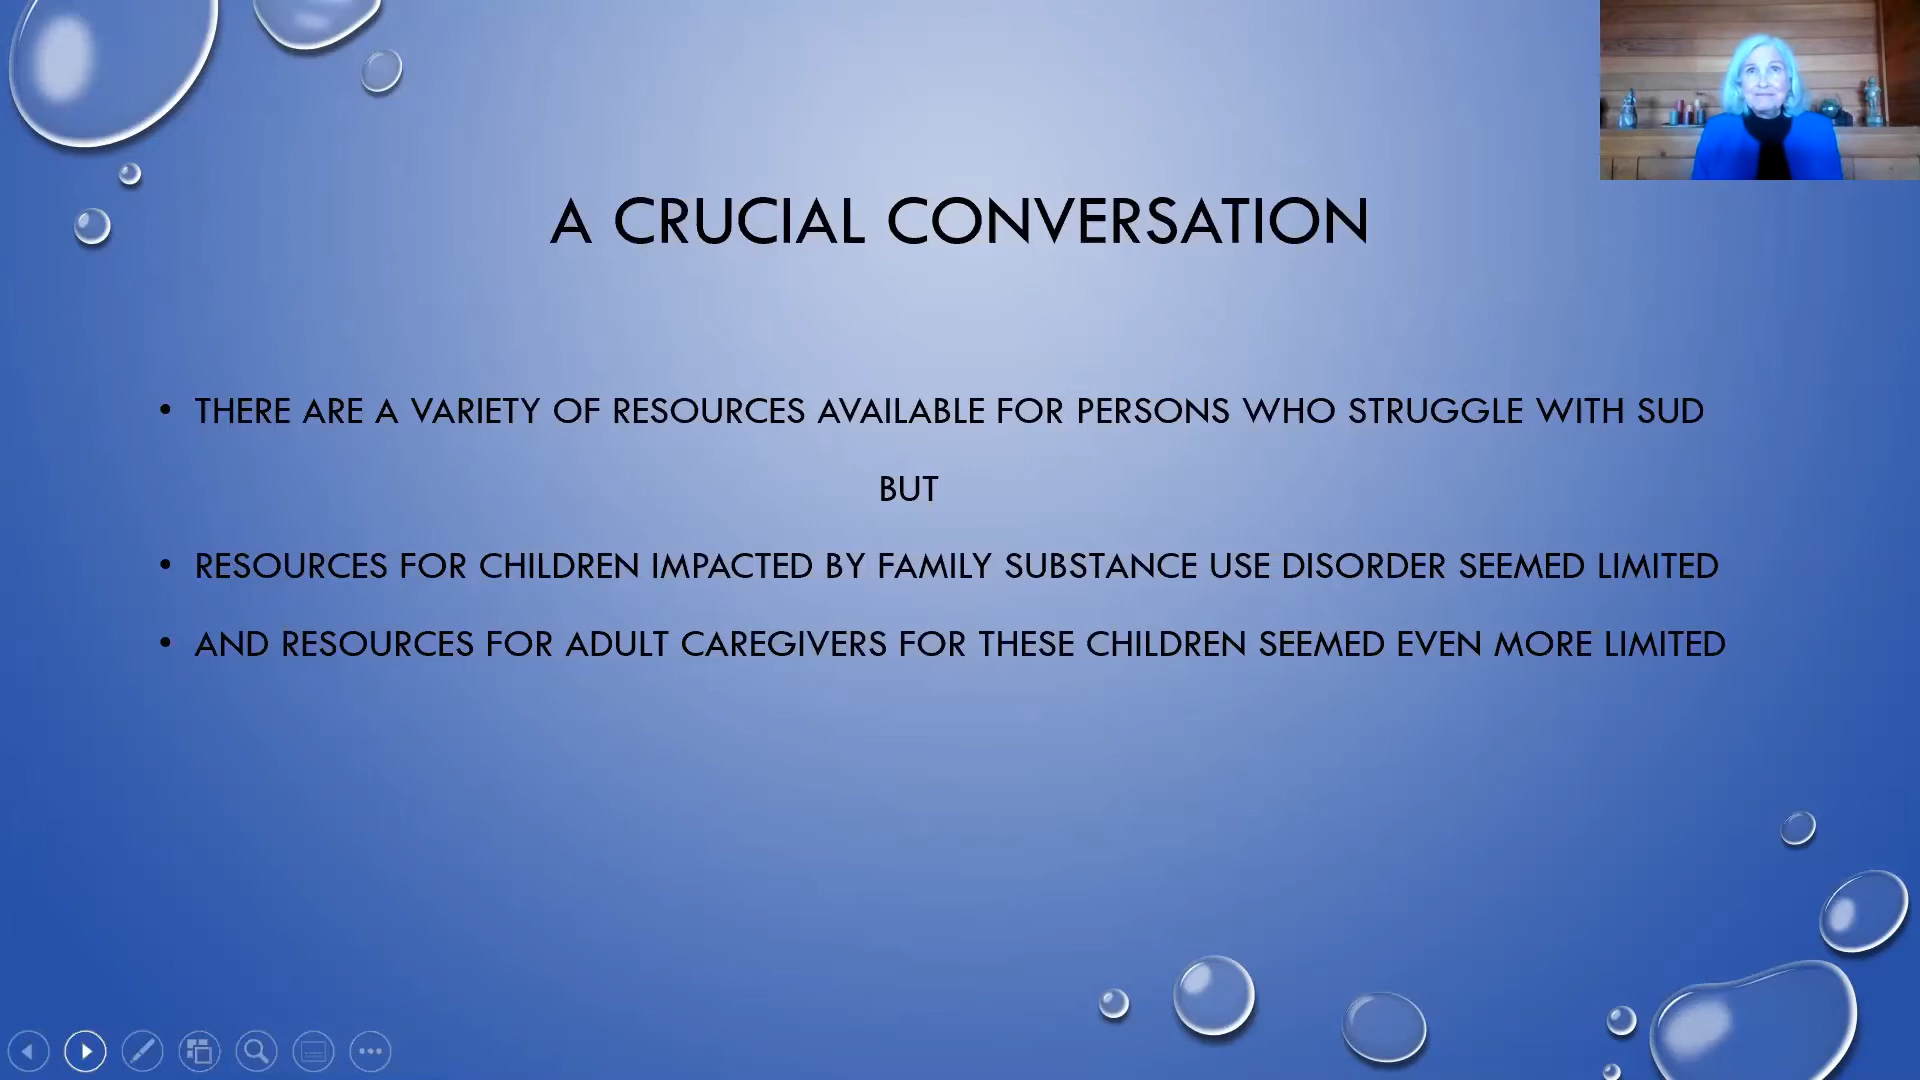 A CRUCIAL CONVERSATION
• THERE ARE A VARIETY OF RESOURCES AVAILABLE FOR PERSONS WHO STRUGGLE WITH SUD
BUT
• RESOURCES FOR CHILDREN IMPACTED BY FAMILY SUBSTANCE USE DISORDER SEEMED LIMITED
• AND RESOURCES FOR ADULT CAREGIVERS FOR THESE CHILDREN SEEMED EVEN MORE LIMITED